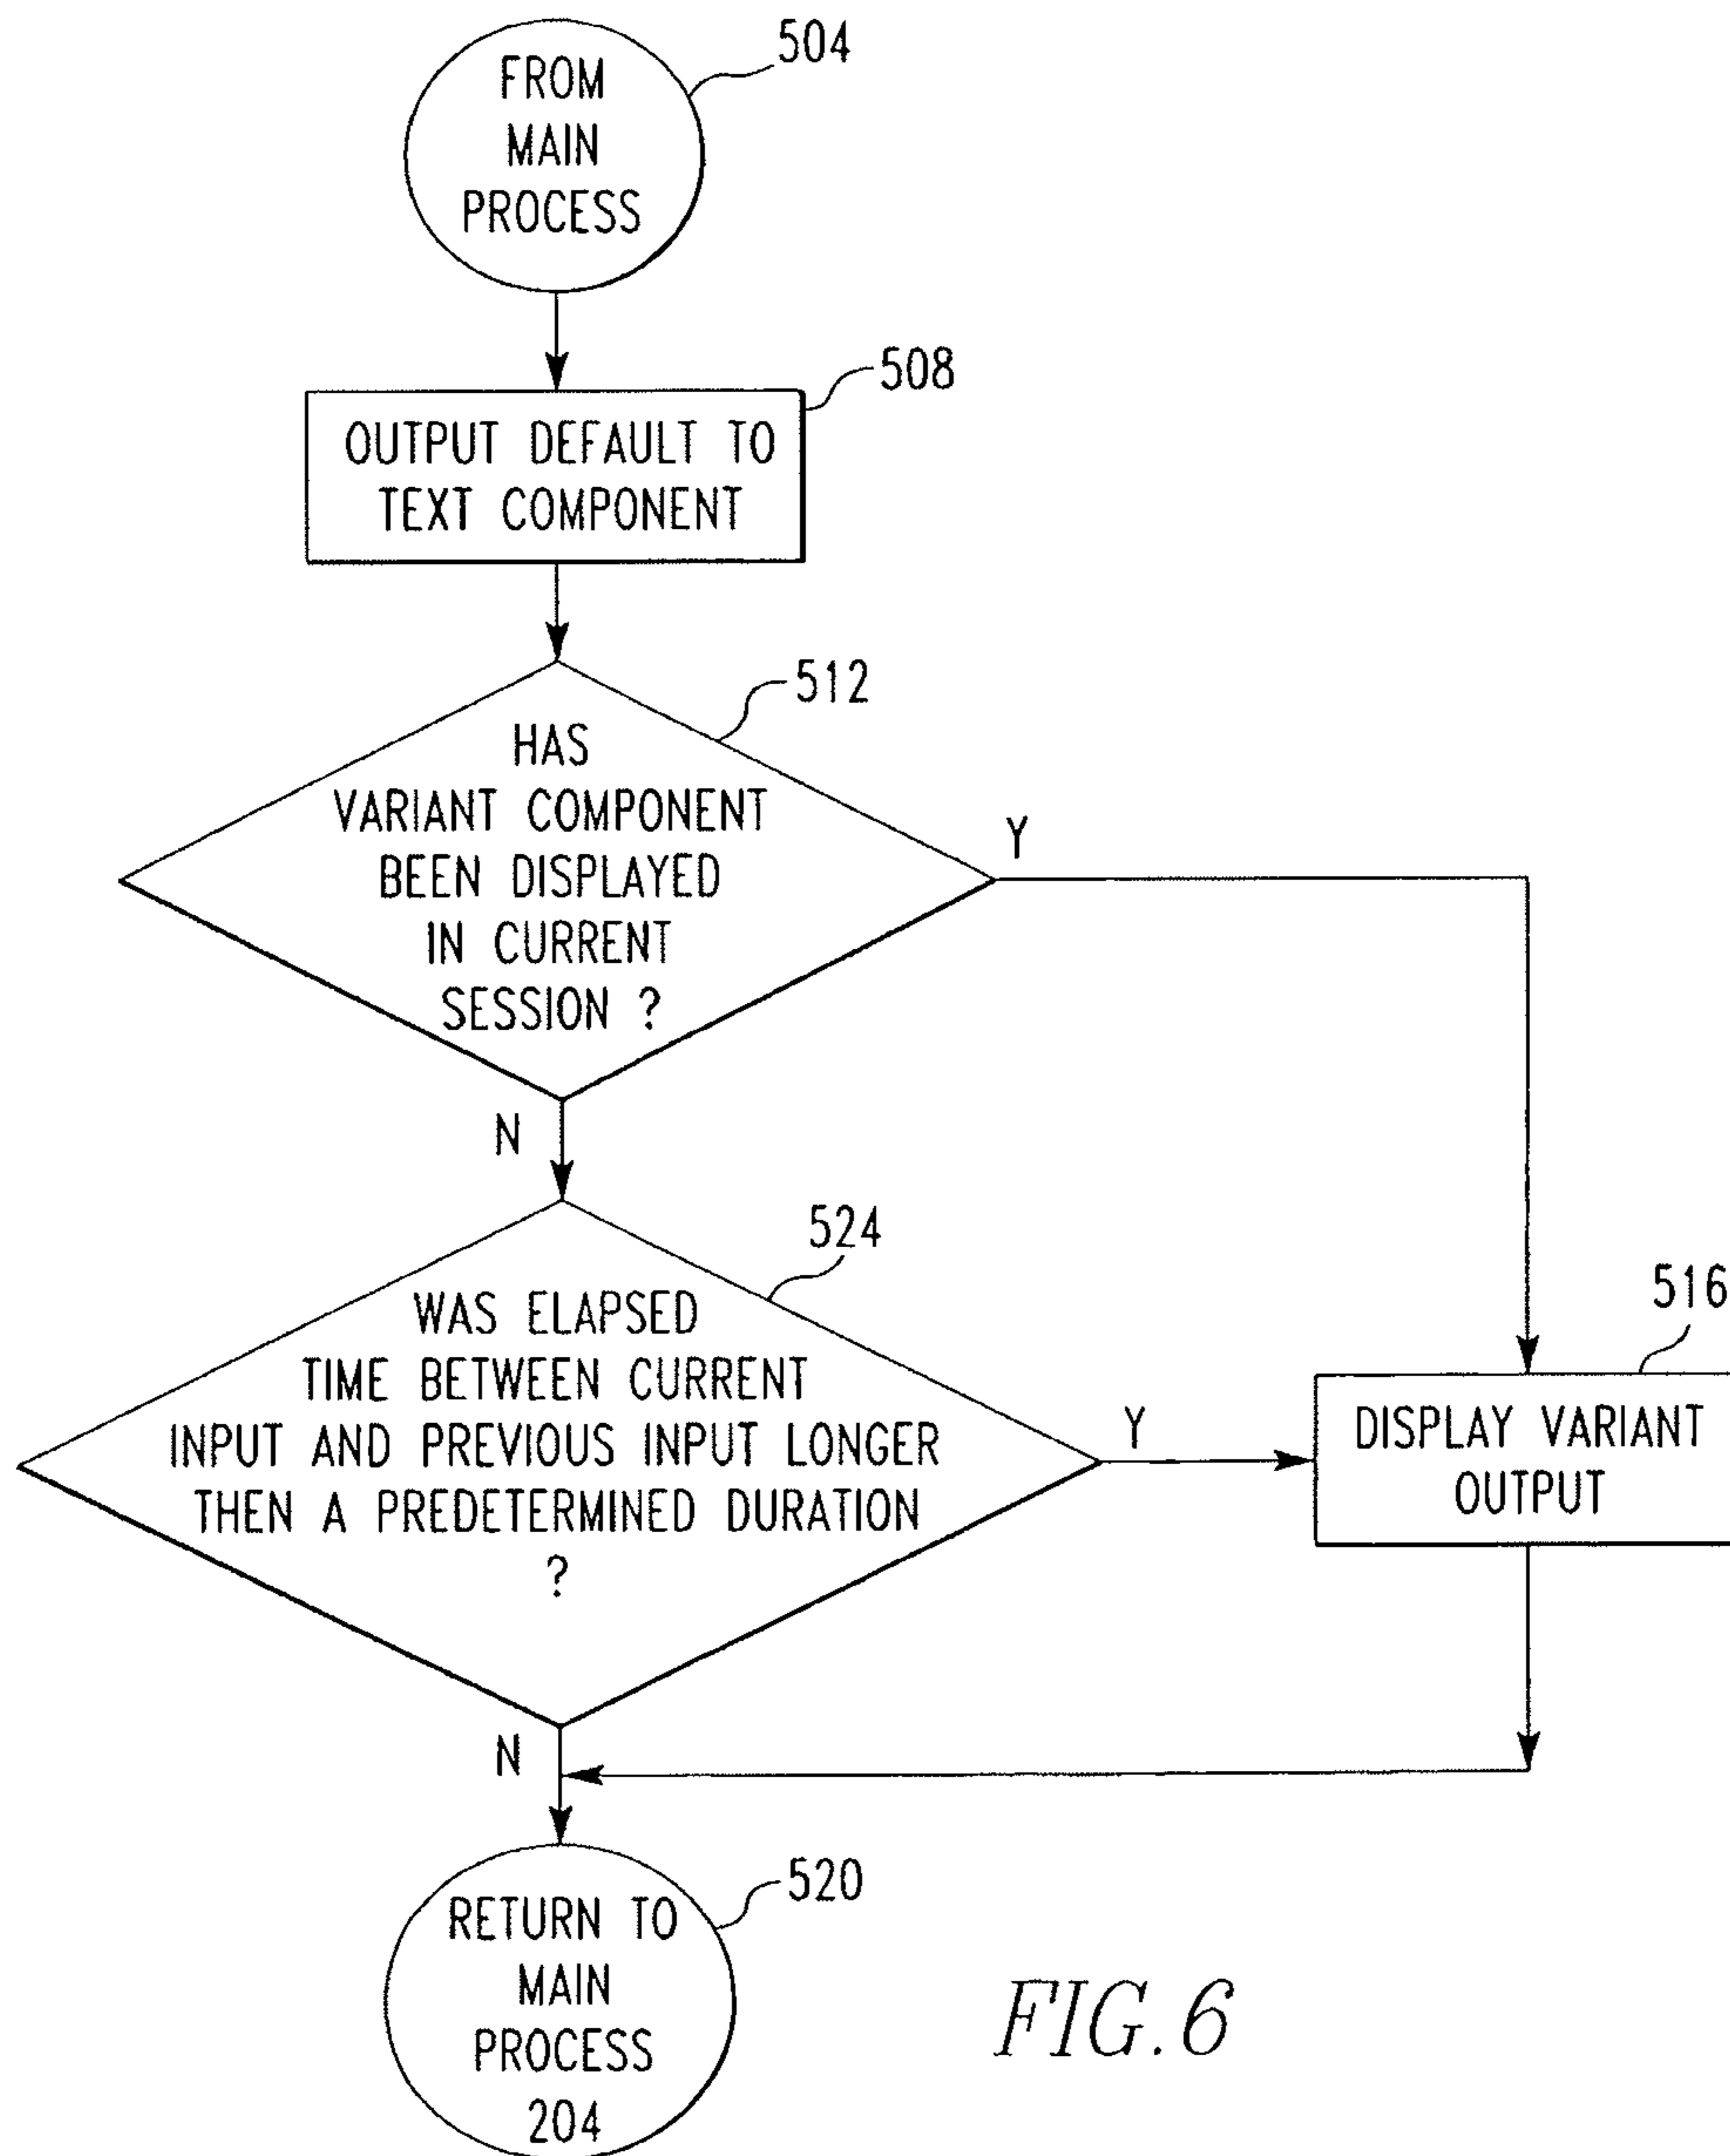 504
FROM
MAIN
PROCESS
508
OUTPUT DEFAULT TO
TEXT COMPONENT
512
HAS
VARIANT COMPONENT
BEEN DISPLAYED
IN CURRENT
SESSION ?
Y
N
524
WAS ELAPSED
TIME BETWEEN CURRENT
INPUT AND PREVIOUS INPUT LONGER
THEN A PREDETERMINED DURATION
?
Y
516
DISPLAY VARIANT
OUTPUT
N
520
RETURN TO
MAIN
PROCESS
204
FIG. 6